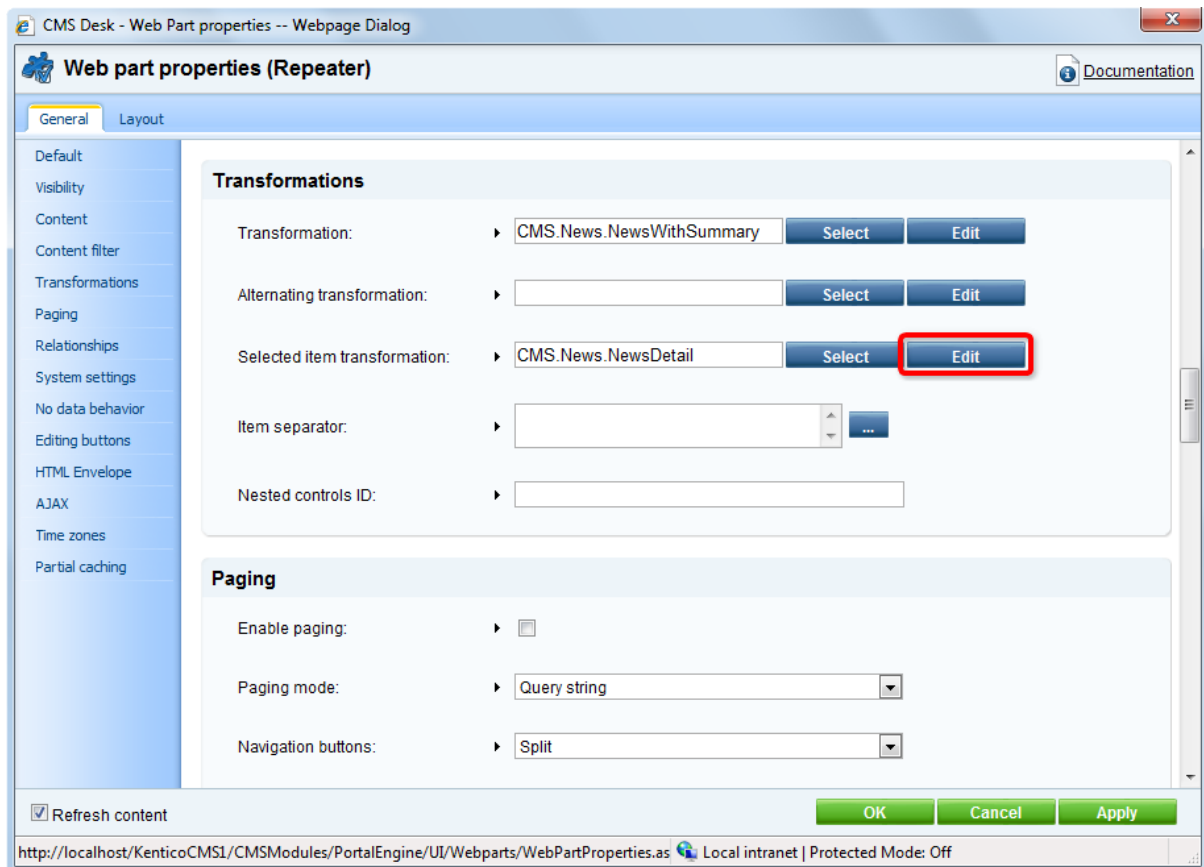 CMS Desk - Web Part properties -- Webpage Dialog
Web part properties (Repeater)
Documentation
General Layout
Default
Visibility
Content
Content filter
Transformations
Paging
Relationships
System settings
No data behavior
Editing buttons
HTML Envelope
AJAX
Time zones
Partial caching
Transformations
Transformation: CMS.News.NewsWithSummary Select Edit
Alternating transformation: Select Edit
Selected item transformation: CMS.News.NewsDetail Select Edit
Item separator: ...
Nested controls ID:
Paging
Enable paging:
Paging mode: Query string
Navigation buttons: Split
Refresh content OK Cancel Apply
http://localhost/KenticoCMS1/CMSModules/PortalEngine/UI/Webparts/WebPartProperties.as Local intranet | Protected Mode: Off